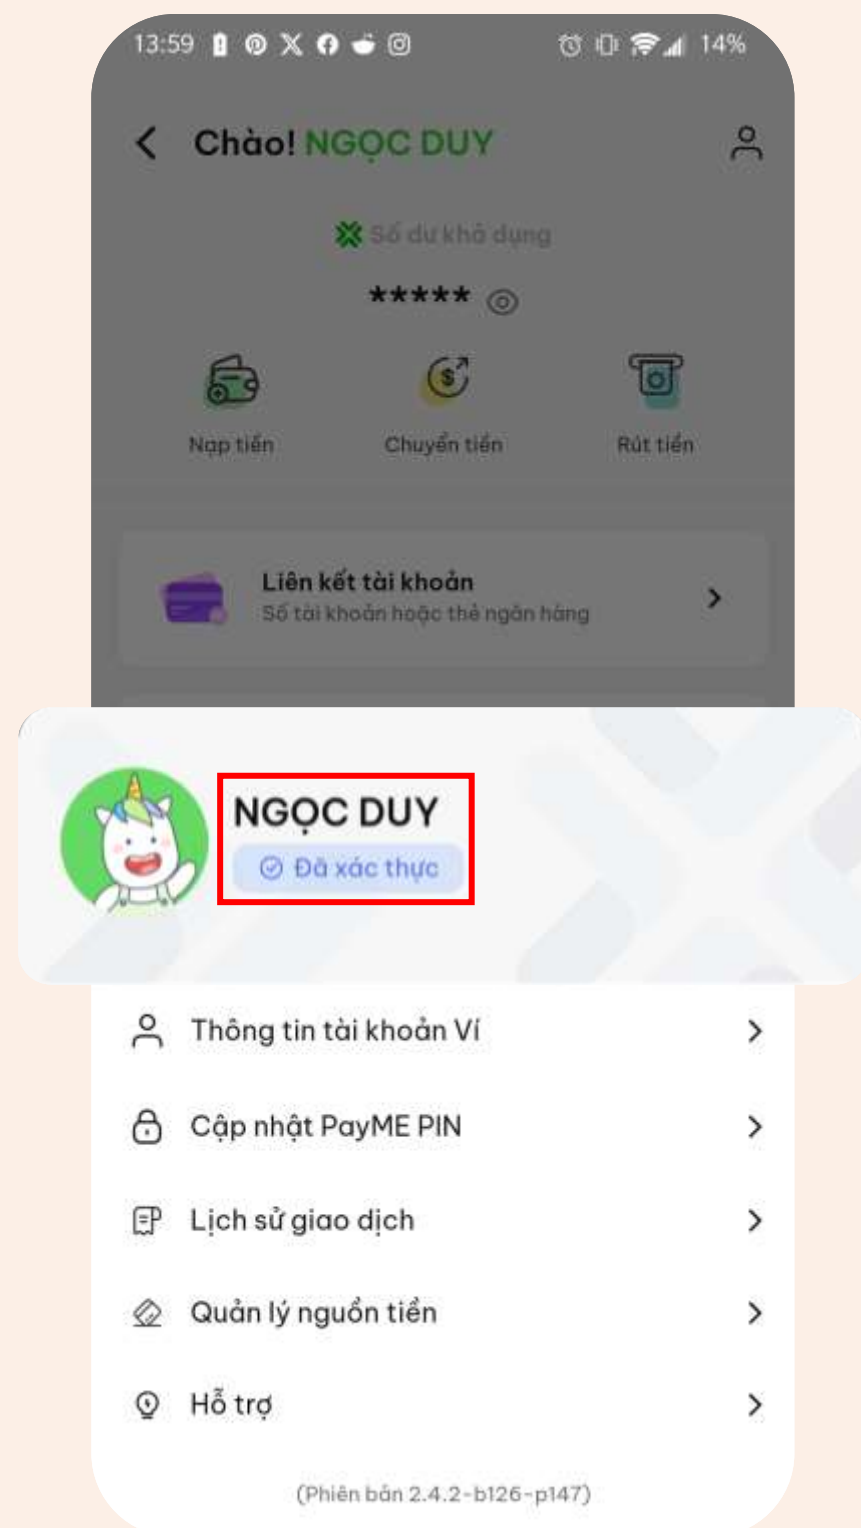 13:59
14%
Chào! NGỌC DUY
Số dư khả dụng
*****
Nạp tiền
Chuyển tiền
Rút tiền
Liên kết tài khoản
Số tài khoản hoặc thẻ ngân hàng
NGỌC DUY
Đã xác thực
Thông tin tài khoản Ví
Cập nhật PayME PIN
Lịch sử giao dịch
Quản lý nguồn tiền
Hỗ trợ
(Phiên bản 2.4.2-b126-p147)